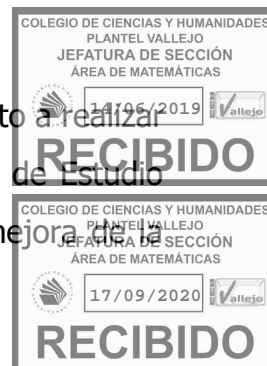 COLEGIO DE CIENCIAS Y HUMANIDADES
PLANTEL VALLEJO
JEFATURA DE SECCIÓN
ÁREA DE MATEMÁTICAS
14/06/2019
Vallejo
to a realizar
RECIBIDO
de Estudio
COLEGIO DE CIENCIAS Y HUMANIDADES
PLANTEL VALLEJO
mejora de la
JEFATURA DE SECCIÓN
ÁREA DE MATEMÁTICAS
17/09/2020
Vallejo
RECIBIDO